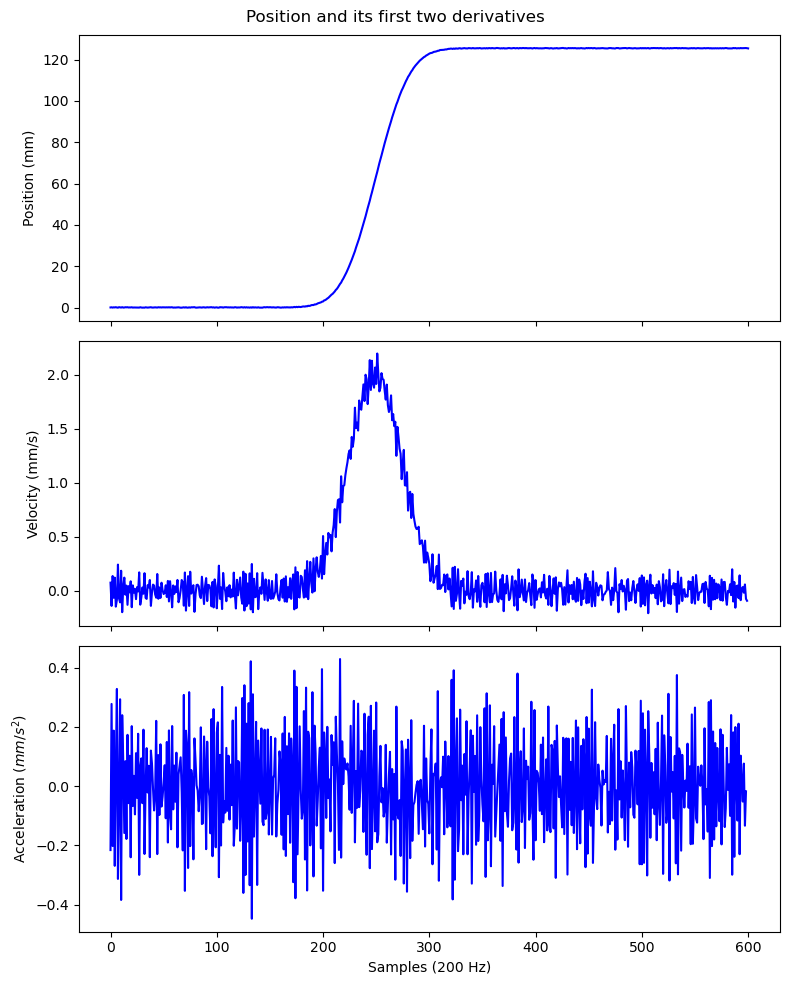 Position and its first two derivatives
120
100
80
60
40
20
0
Position (mm)
2.0
1.5
1.0
0.5
0.0
Velocity (mm/s)
0.4
0.2
0.0
−0.2
−0.4
Acceleration (mm/s²)
0 100 200 300 400 500 600
Samples (200 Hz)